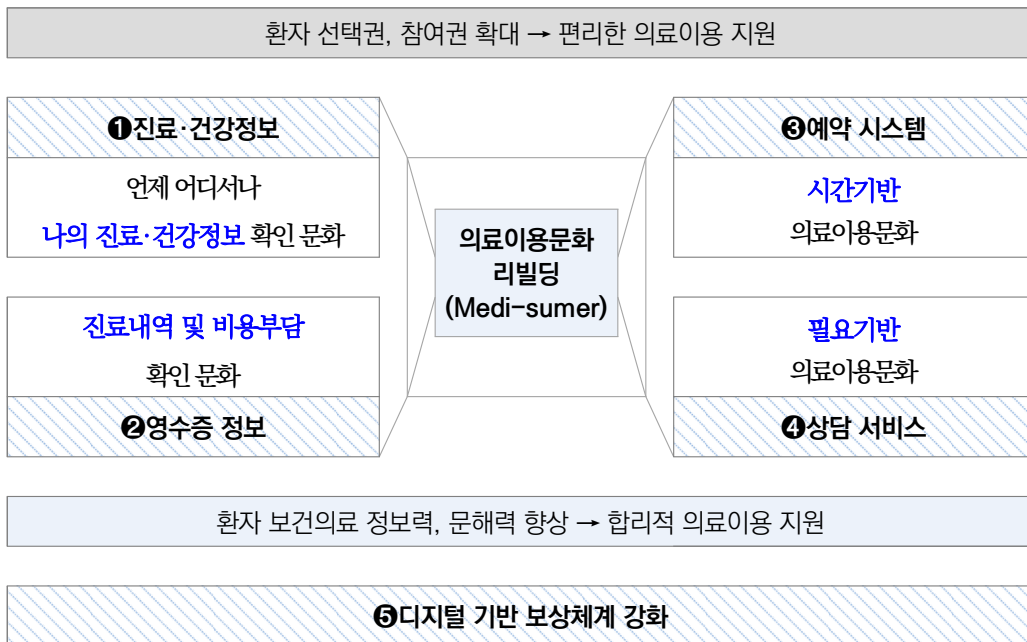 환자 선택권, 참여권 확대 → 편리한 의료이용 지원
❶진료·건강정보
언제 어디서나
나의 진료·건강정보 확인 문화
진료내역 및 비용부담
확인 문화
❷영수증 정보
의료이용문화
리빌딩
(Medi-sumer)
❸예약 시스템
시간기반
의료이용문화
필요기반
의료이용문화
❹상담 서비스
환자 보건의료 정보력, 문해력 향상 → 합리적 의료이용 지원
❺디지털 기반 보상체계 강화